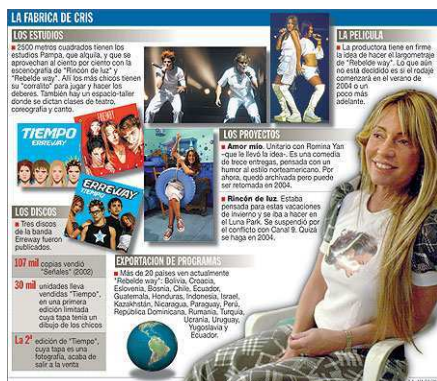 LA FABRICA DE CRIS
LOS ESTUDIOS
■ 2500 metros cuadrados tienen los
estudios Pampa, que alquila, y que se
aprovechan al ciento por ciento con la
escenografía de "Rincón de luz" y
"Rebelde way". Allí los más chicos tienen
su "corralito" para jugar y hacer los
deberes. También hay un espacio-taller
donde se dictan clases de teatro,
coreografía y canto.
LA PELICULA
■ La productora tiene en firme
la idea de hacer el largometraje
de "Rebelde way". Lo que aún
no está decidido es si el rodaje
comenzará en el verano de
2004 o un
poco más
adelante.
TIEMPO
ERREWAY
ERREWAY
TIEMPO
LOS PROYECTOS
■ Amor mío. Unitario con Romina Yan
-que le llevó la idea-. Es una comedia
de trece entregas, pensada con un
humor al estilo norteamericano. Por
ahora, quedó archivada pero puede
ser retomada en 2004.
■ Rincón de luz. Estaba
pensada para estas vacaciones
de invierno y se iba a hacer en
el Luna Park. Se suspendió por
el conflicto con Canal 9. Quizá
se haga en 2004.
LOS DISCOS
■ Tres discos
de la banda
Erreway fueron
publicados.
107 mil copias vendió
"Señales" (2002)
30 mil unidades lleva
vendidas "Tiempo",
en una primera
edición limitada
cuya tapa tenía un
dibujo de los chicos
La 2ª edición de "Tiempo",
cuya tapa es una
fotografía, acaba de
salir a la venta
EXPORTACION DE PROGRAMAS
■ Más de 20 países ven actualmente
"Rebelde way": Bolivia, Croacia,
Eslovenia, Bosnia, Chile, Ecuador,
Guatemala, Honduras, Indonesia, Israel,
Kazakhstán, Nicaragua, Paraguay, Perú,
República Dominicana, Rumania, Turquía,
Ucrania, Uruguay,
Yugoslavia y
Ecuador.